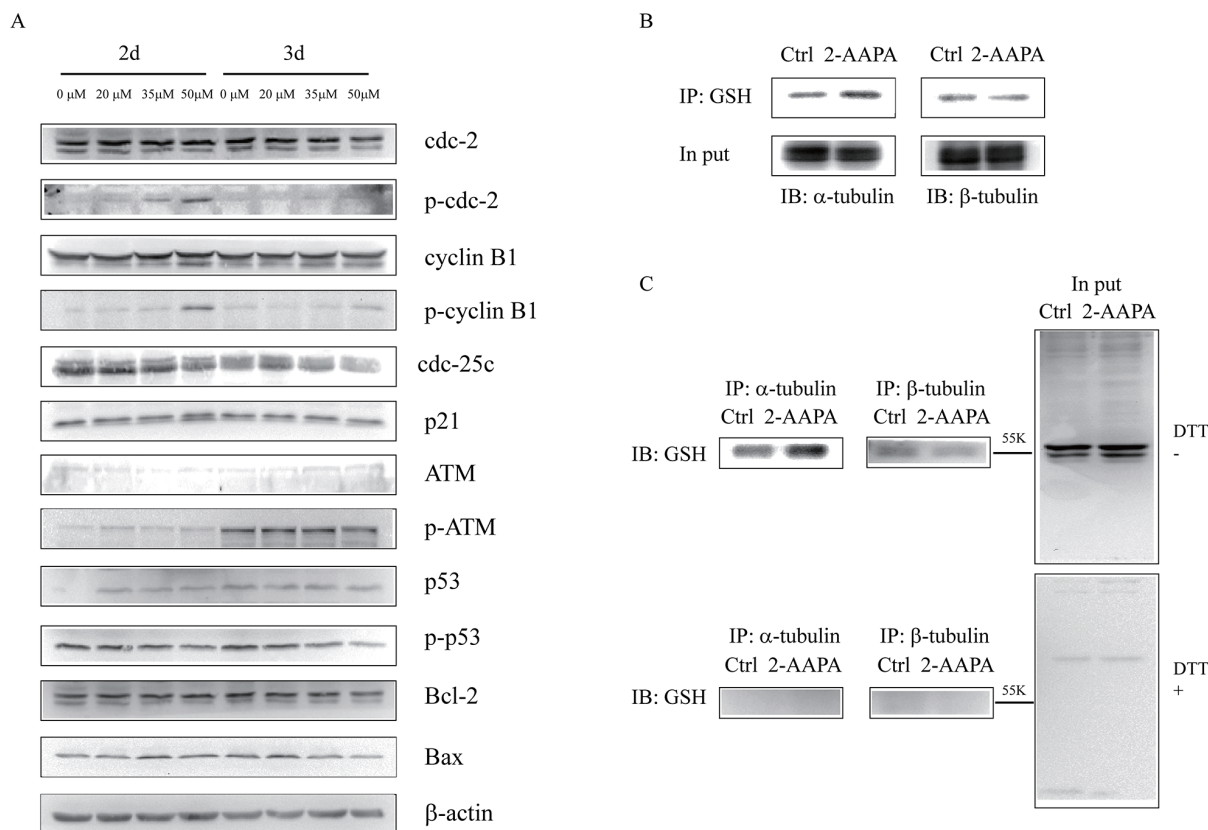 A
2d 3d
0 μM 20 μM 35μM 50μM 0 μM 20 μM 35μM 50μM
cdc-2
p-cdc-2
cyclin B1
p-cyclin B1
cdc-25c
p21
ATM
p-ATM
p53
p-p53
Bcl-2
Bax
β-actin
B
Ctrl 2-AAPA Ctrl 2-AAPA
IP: GSH
In put
IB: α-tubulin IB: β-tubulin
C
In put
Ctrl 2-AAPA
IP: α-tubulin IP: β-tubulin
Ctrl 2-AAPA Ctrl 2-AAPA
IB: GSH
55K
DTT
-
IP: α-tubulin IP: β-tubulin
Ctrl 2-AAPA Ctrl 2-AAPA
IB: GSH
55K
DTT
+